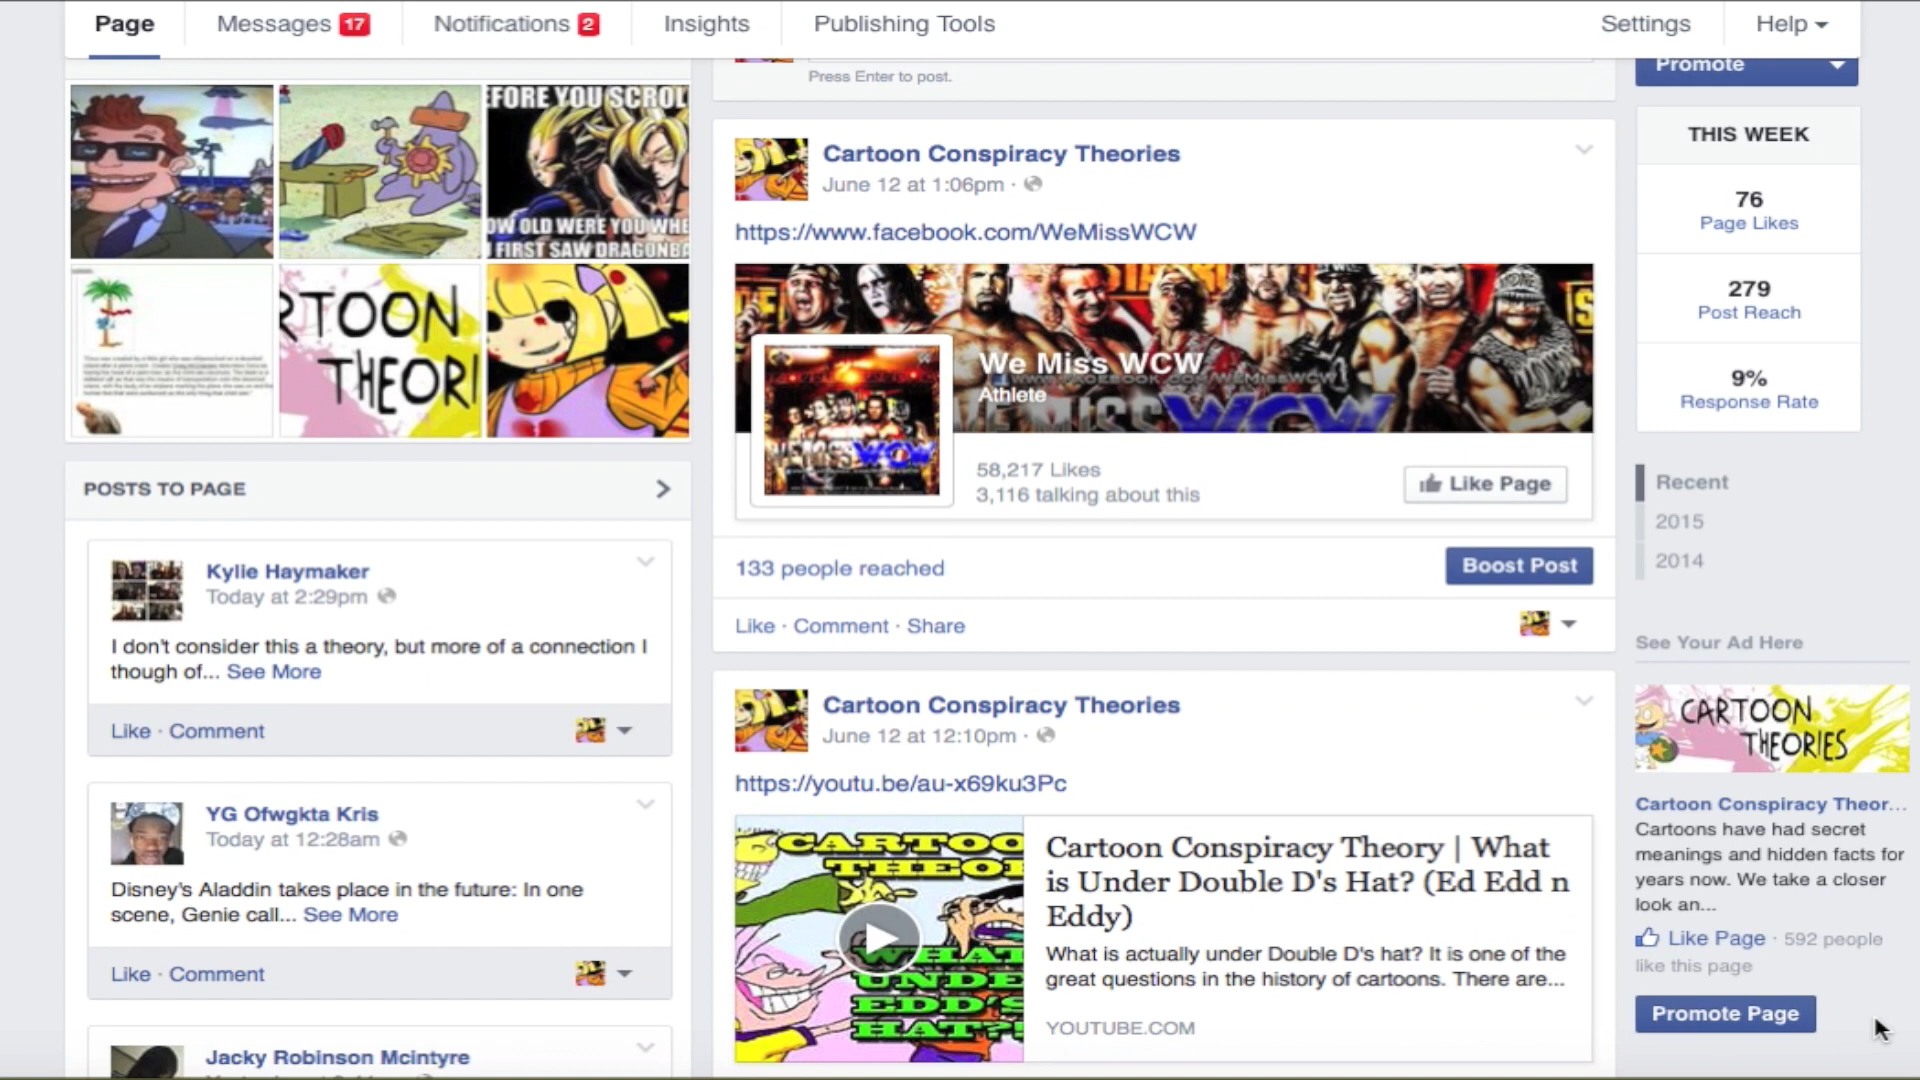 Page
Messages 17
Notifications 2
Insights
Publishing Tools
Settings
Help
EFORE YOU SCROL
OW OLD WERE YOU WHE
FIRST SAW DRAGONBA
RTOON
THEORI
POSTS TO PAGE
Kylie Haymaker
Today at 2:29pm
I don't consider this a theory, but more of a connection I
though of... See More
Like · Comment
YG Ofwgkta Kris
Today at 12:28am
Disney's Aladdin takes place in the future: In one
scene, Genie call... See More
Like · Comment
Jacky Robinson Mcintyre
Press Enter to post.
Cartoon Conspiracy Theories
June 12 at 1:06pm ·
https://www.facebook.com/WeMissWCW
We Miss WCW
Athlete
58,217 Likes
3,116 talking about this
Like Page
133 people reached
Boost Post
Like · Comment · Share
Cartoon Conspiracy Theories
June 12 at 12:10pm ·
https://youtu.be/au-x69ku3Pc
CARTOO
THEO
WHAT
UNDE
EDD'S
HAT?!
Cartoon Conspiracy Theory | What
is Under Double D's Hat? (Ed Edd n
Eddy)
What is actually under Double D's hat? It is one of the
great questions in the history of cartoons. There are...
YOUTUBE.COM
Promote
THIS WEEK
76
Page Likes
279
Post Reach
9%
Response Rate
Recent
2015
2014
See Your Ad Here
CARTOON
THEORIES
Cartoon Conspiracy Theor...
Cartoons have had secret
meanings and hidden facts for
years now. We take a closer
look an...
Like Page · 592 people
like this page
Promote Page